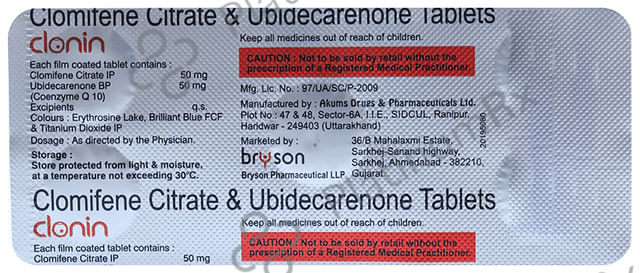 Clomifene Citrate & Ubidecarenone Tablets
clonin
Each film coated tablet contains :
Clomifene Citrate IP 50 mg
Ubidecarenone BP 50 mg
(Coenzyme Q 10)
Excipients q.s.
Colours : Erythrosine Lake, Brilliant Blue FCF
& Titanium Dioxide IP
Dosage : As directed by the Physician.
Storage :
Store protected from light & moisture,
at a temperature not exceeding 30°C.
Keep all medicines out of reach of children.
CAUTION : Not to be sold by retail without the
prescription of a Registered Medical Practitioner.
Mfg. Lic. No. : 97/UA/SC/P-2009
Manufactured by : Akums Drugs & Pharmaceuticals Ltd.
Plot No. : 47 & 48, Sector-6A, I.I.E., SIDCUL, Ranipur,
Haridwar - 249403 (Uttarakhand)
Marketed by :
bryson
Bryson Pharmaceutical LLP
36/B Mahalaxmi Estate,
Sarkhej-Sanand highway,
Sarkhej, Ahmedabad - 382210,
Gujarat.
20195080
Clomifene Citrate & Ubidecarenone Tablets
clonin
Each film coated tablet contains :
Clomifene Citrate IP 50 mg
Keep all medicines out of reach of children.
CAUTION : Not to be sold by retail without the
prescription of a Registered Medical Practitioner.